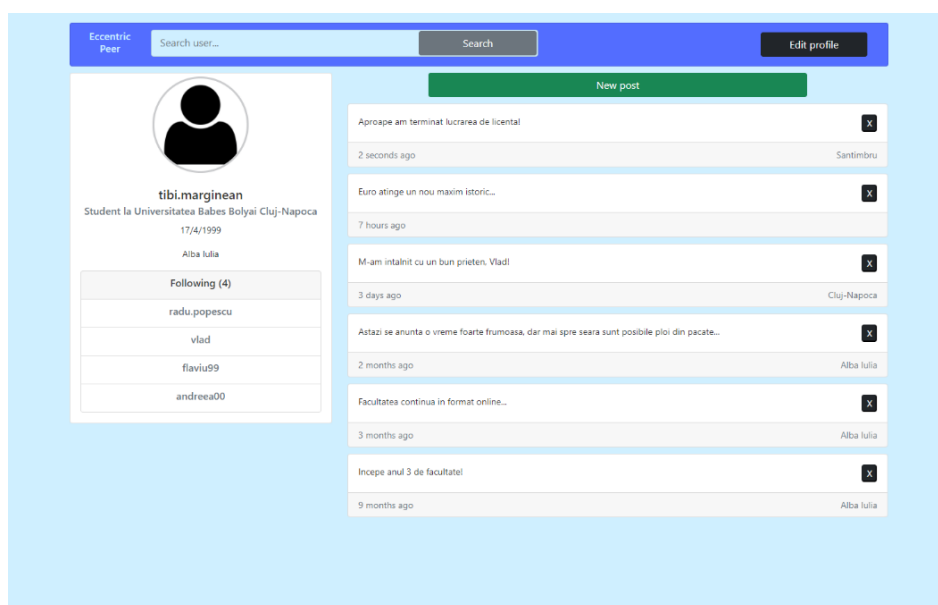 Eccentric
Peer
Search user...
Search
Edit profile
tibi.marginean
Student la Universitatea Babes Bolyai Cluj-Napoca
17/4/1999
Alba Iulia
Following (4)
radu.popescu
vlad
flaviu99
andreea00
New post
Aproape am terminat lucrarea de licenta!
X
2 seconds ago
Santimbru
Euro atinge un nou maxim istoric...
X
7 hours ago
M-am intalnit cu un bun prieten, Vlad!
X
3 days ago
Cluj-Napoca
Astazi se anunta o vreme foarte frumoasa, dar mai spre seara sunt posibile ploi din pacate...
X
2 months ago
Alba Iulia
Facultatea continua in format online...
X
3 months ago
Alba Iulia
Incepe anul 3 de facultate!
X
9 months ago
Alba Iulia